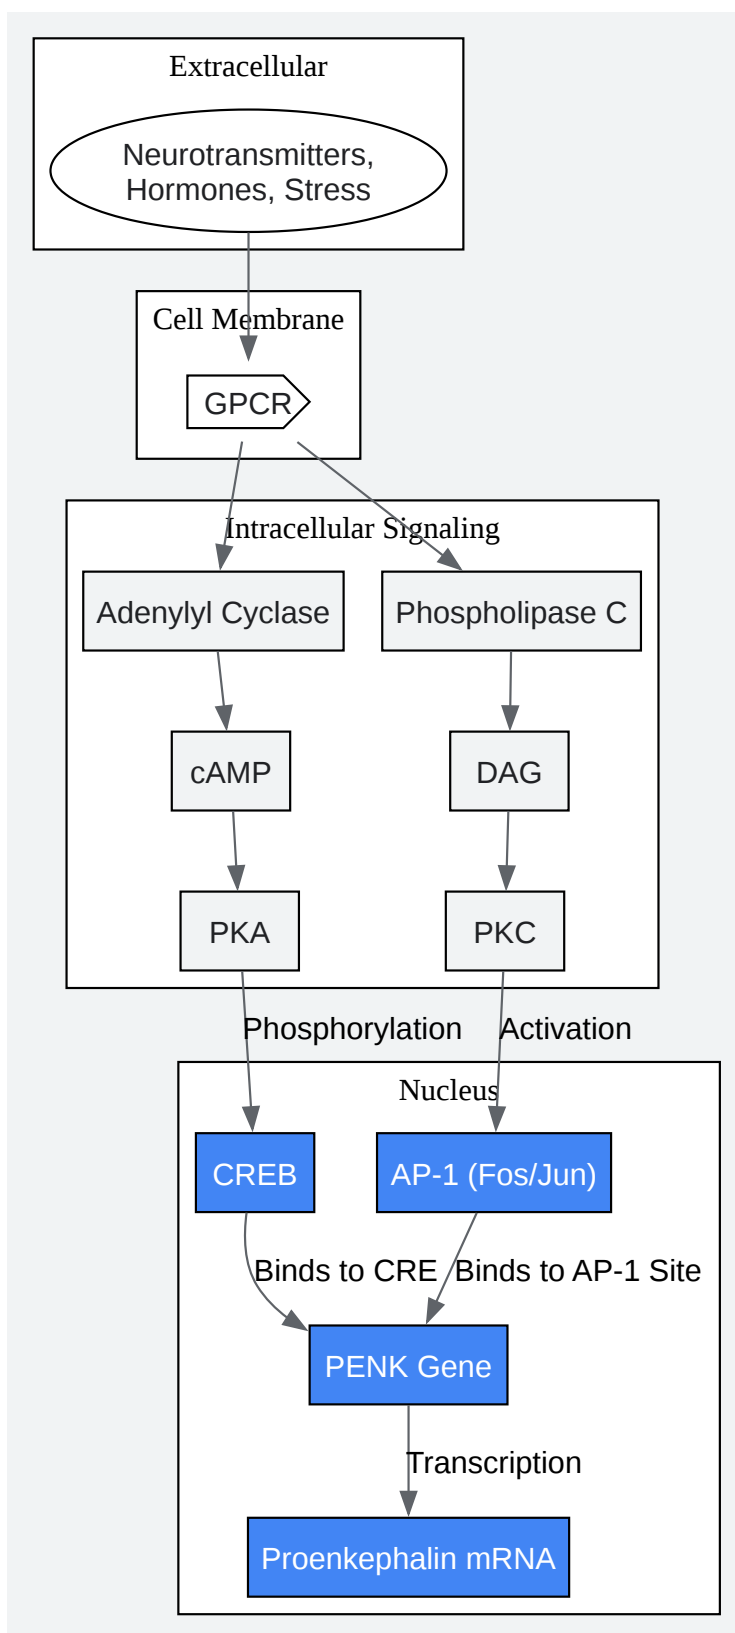 Extracellular
Neurotransmitters,
Hormones, Stress
Cell Membrane
GPCR
Intracellular Signaling
Adenylyl Cyclase
Phospholipase C
cAMP
DAG
PKA
PKC
Phosphorylation
Activation
Nucleus
CREB
AP-1 (Fos/Jun)
Binds to CRE
Binds to AP-1 Site
PENK Gene
Transcription
Proenkephalin mRNA